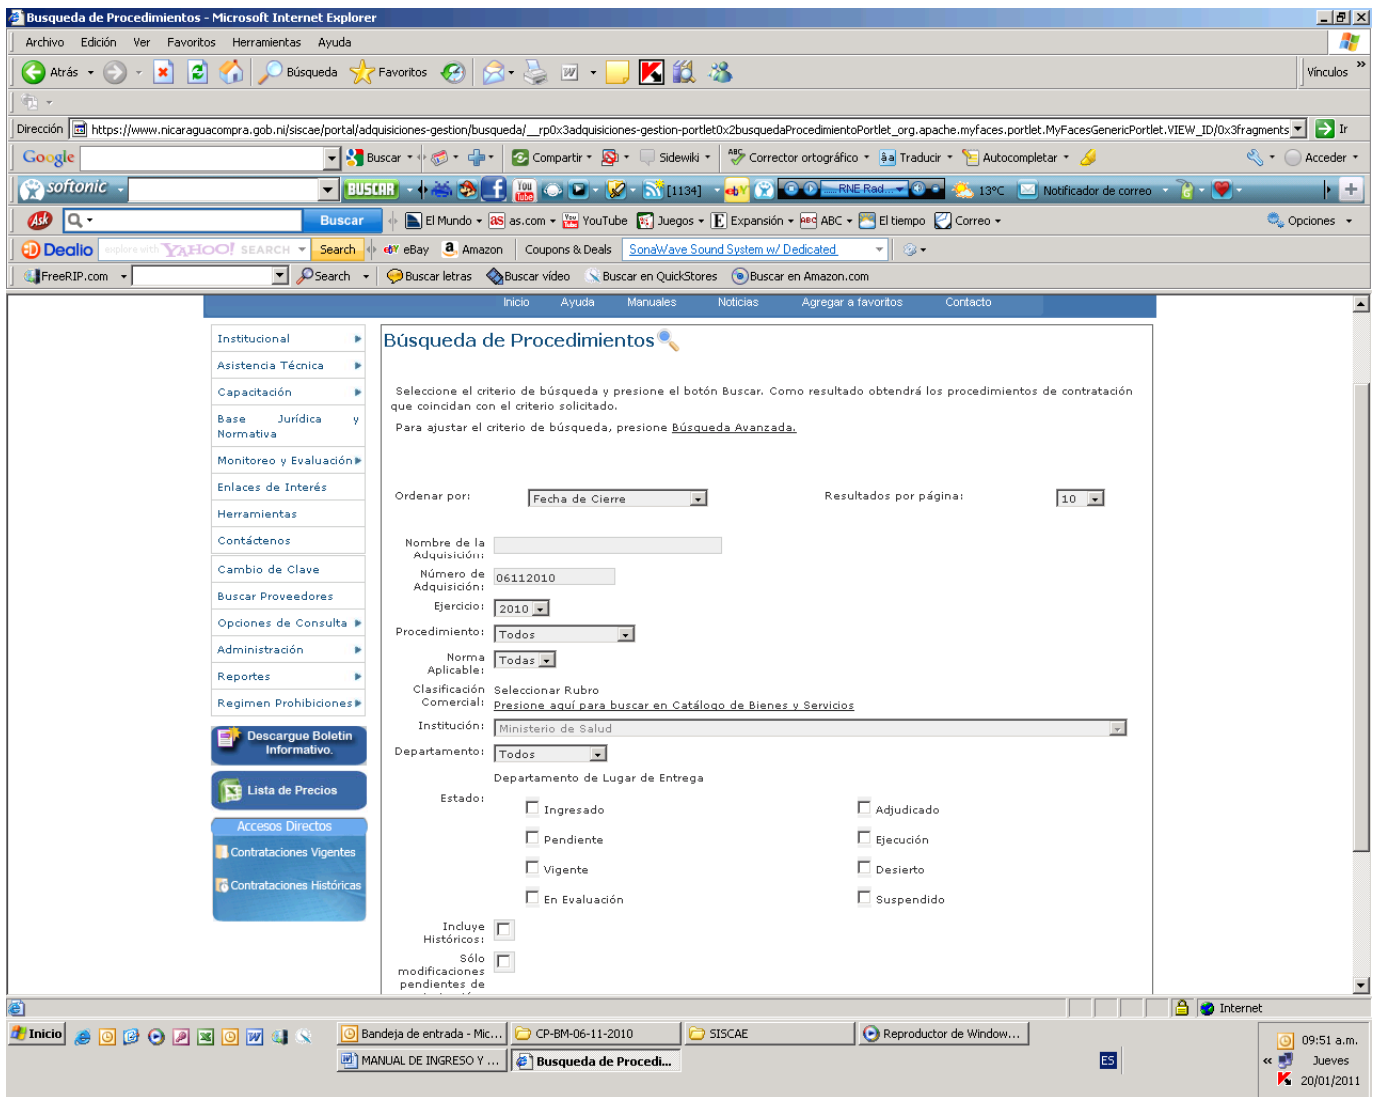 Busqueda de Procedimientos - Microsoft Internet Explorer
Archivo Edición Ver Favoritos Herramientas Ayuda
Atrás Búsqueda Favoritos Vínculos
Dirección https://www.nicaraguacompra.gob.ni/siscae/portal/adquisiciones-gestion/busqueda/__rp0x3adquisiciones-gestion-portlet0x2busquedaProcedimientoPortlet_org.apache.myfaces.portlet.MyFacesGenericPortlet.VIEW_ID/0x3fragments Ir
Google Buscar Compartir Sidewiki Corrector ortográfico Traducir Autocompletar Acceder
softonic BUSCAR You Tube [1134] ebY RNE Rad... 13°C Notificador de correo
Ask Buscar El Mundo as.com YouTube Juegos Expansión ABC El tiempo Correo Opciones
Dealio explore with YAHOO! SEARCH Search eBay Amazon Coupons & Deals SonaWave Sound System w/ Dedicated
FreeRIP.com Search Buscar letras Buscar vídeo Buscar en QuickStores Buscar en Amazon.com
Inicio Ayuda Manuales Noticias Agregar a favoritos Contacto
Institucional
Asistencia Técnica
Capacitación
Base Jurídica y
Normativa
Monitoreo y Evaluación
Enlaces de Interés
Herramientas
Contáctenos
Cambio de Clave
Buscar Proveedores
Opciones de Consulta
Administración
Reportes
Regimen Prohibiciones
Descargue Boletin
Informativo.
Lista de Precios
Accesos Directos
Contrataciones Vigentes
Contrataciones Históricas
Búsqueda de Procedimientos
Seleccione el criterio de búsqueda y presione el botón Buscar. Como resultado obtendrá los procedimientos de contratación
que coincidan con el criterio solicitado.
Para ajustar el criterio de búsqueda, presione Búsqueda Avanzada.
Ordenar por: Fecha de Cierre Resultados por página: 10
Nombre de la
Adquisición:
Número de
Adquisición: 06112010
Ejercicio: 2010
Procedimiento: Todos
Norma
Aplicable: Todas
Clasificación
Comercial: Seleccionar Rubro
Presione aquí para buscar en Catálogo de Bienes y Servicios
Institución: Ministerio de Salud
Departamento: Todos
Departamento de Lugar de Entrega
Estado:
Ingresado Adjudicado
Pendiente Ejecución
Vigente Desierto
En Evaluación Suspendido
Incluye
Históricos:
Sólo
modificaciones
pendientes de
Internet
Inicio Bandeja de entrada - Mic... CP-BM-06-11-2010 SISCAE Reproductor de Window...
MANUAL DE INGRESO Y ... Busqueda de Procedi... ES
09:51 a.m.
Jueves
20/01/2011